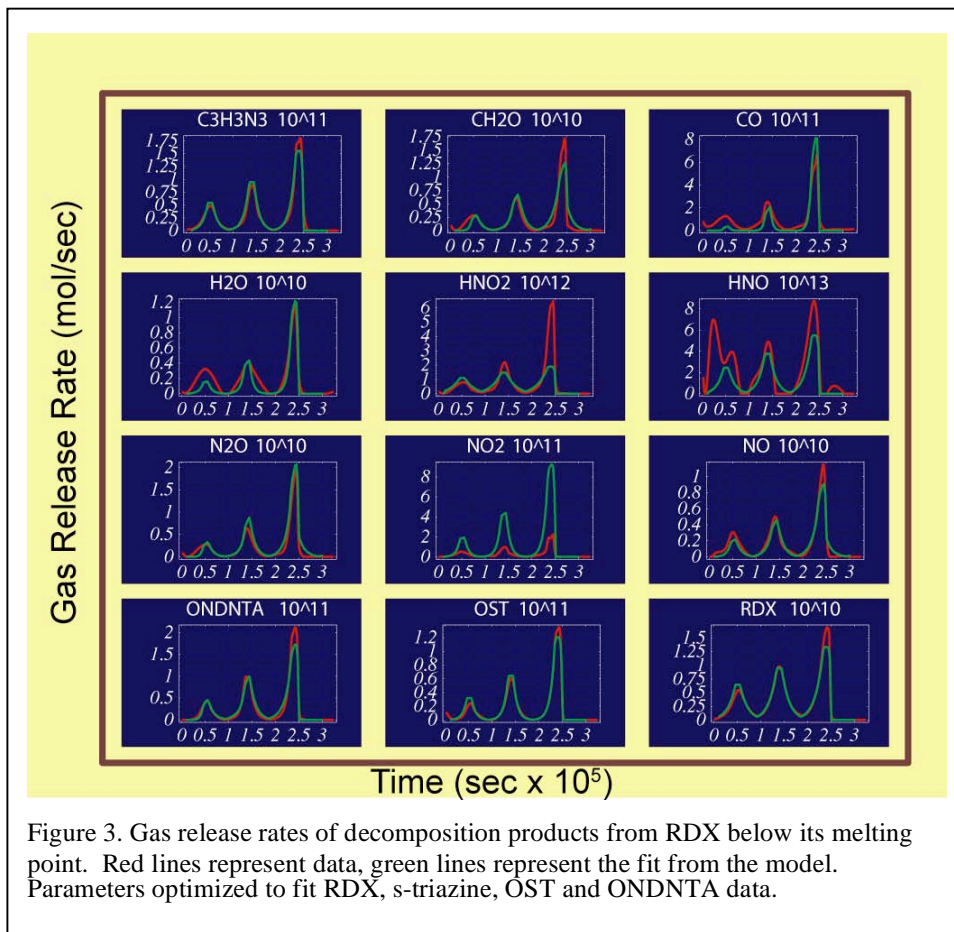 Gas Release Rate (mol/sec)
C3H3N3 10^11
1.75
1.5
1.25
1
0.75
0.5
0.25
0
0 0.5 1 1.5 2 2.5 3
CH2O 10^10
1.75
1.5
1.25
1
0.75
0.5
0.25
0
0 0.5 1 1.5 2 2.5 3
CO 10^11
8
6
4
2
0
0 0.5 1 1.5 2 2.5 3
H2O 10^10
1.2
1
0.8
0.6
0.4
0.2
0
0 0.5 1 1.5 2 2.5 3
HNO2 10^12
6
5
4
3
2
1
0
0 0.5 1 1.5 2 2.5 3
HNO 10^13
8
6
4
2
0
0 0.5 1 1.5 2 2.5 3
N2O 10^10
2
1.5
1
0.5
0
0 0.5 1 1.5 2 2.5 3
NO2 10^11
8
6
4
2
0
0 0.5 1 1.5 2 2.5 3
NO 10^10
1
0.8
0.6
0.4
0.2
0
0 0.5 1 1.5 2 2.5 3
ONDNTA 10^11
2
1.5
1
0.5
0
0 0.5 1 1.5 2 2.5 3
OST 10^11
1.2
1
0.8
0.6
0.4
0.2
0
0 0.5 1 1.5 2 2.5 3
RDX 10^10
1.5
1.25
1
0.75
0.5
0.25
0
0 0.5 1 1.5 2 2.5 3
Time (sec x 10⁵)
Figure 3. Gas release rates of decomposition products from RDX below its melting
point. Red lines represent data, green lines represent the fit from the model.
Parameters optimized to fit RDX, s-triazine, OST and ONDNTA data.